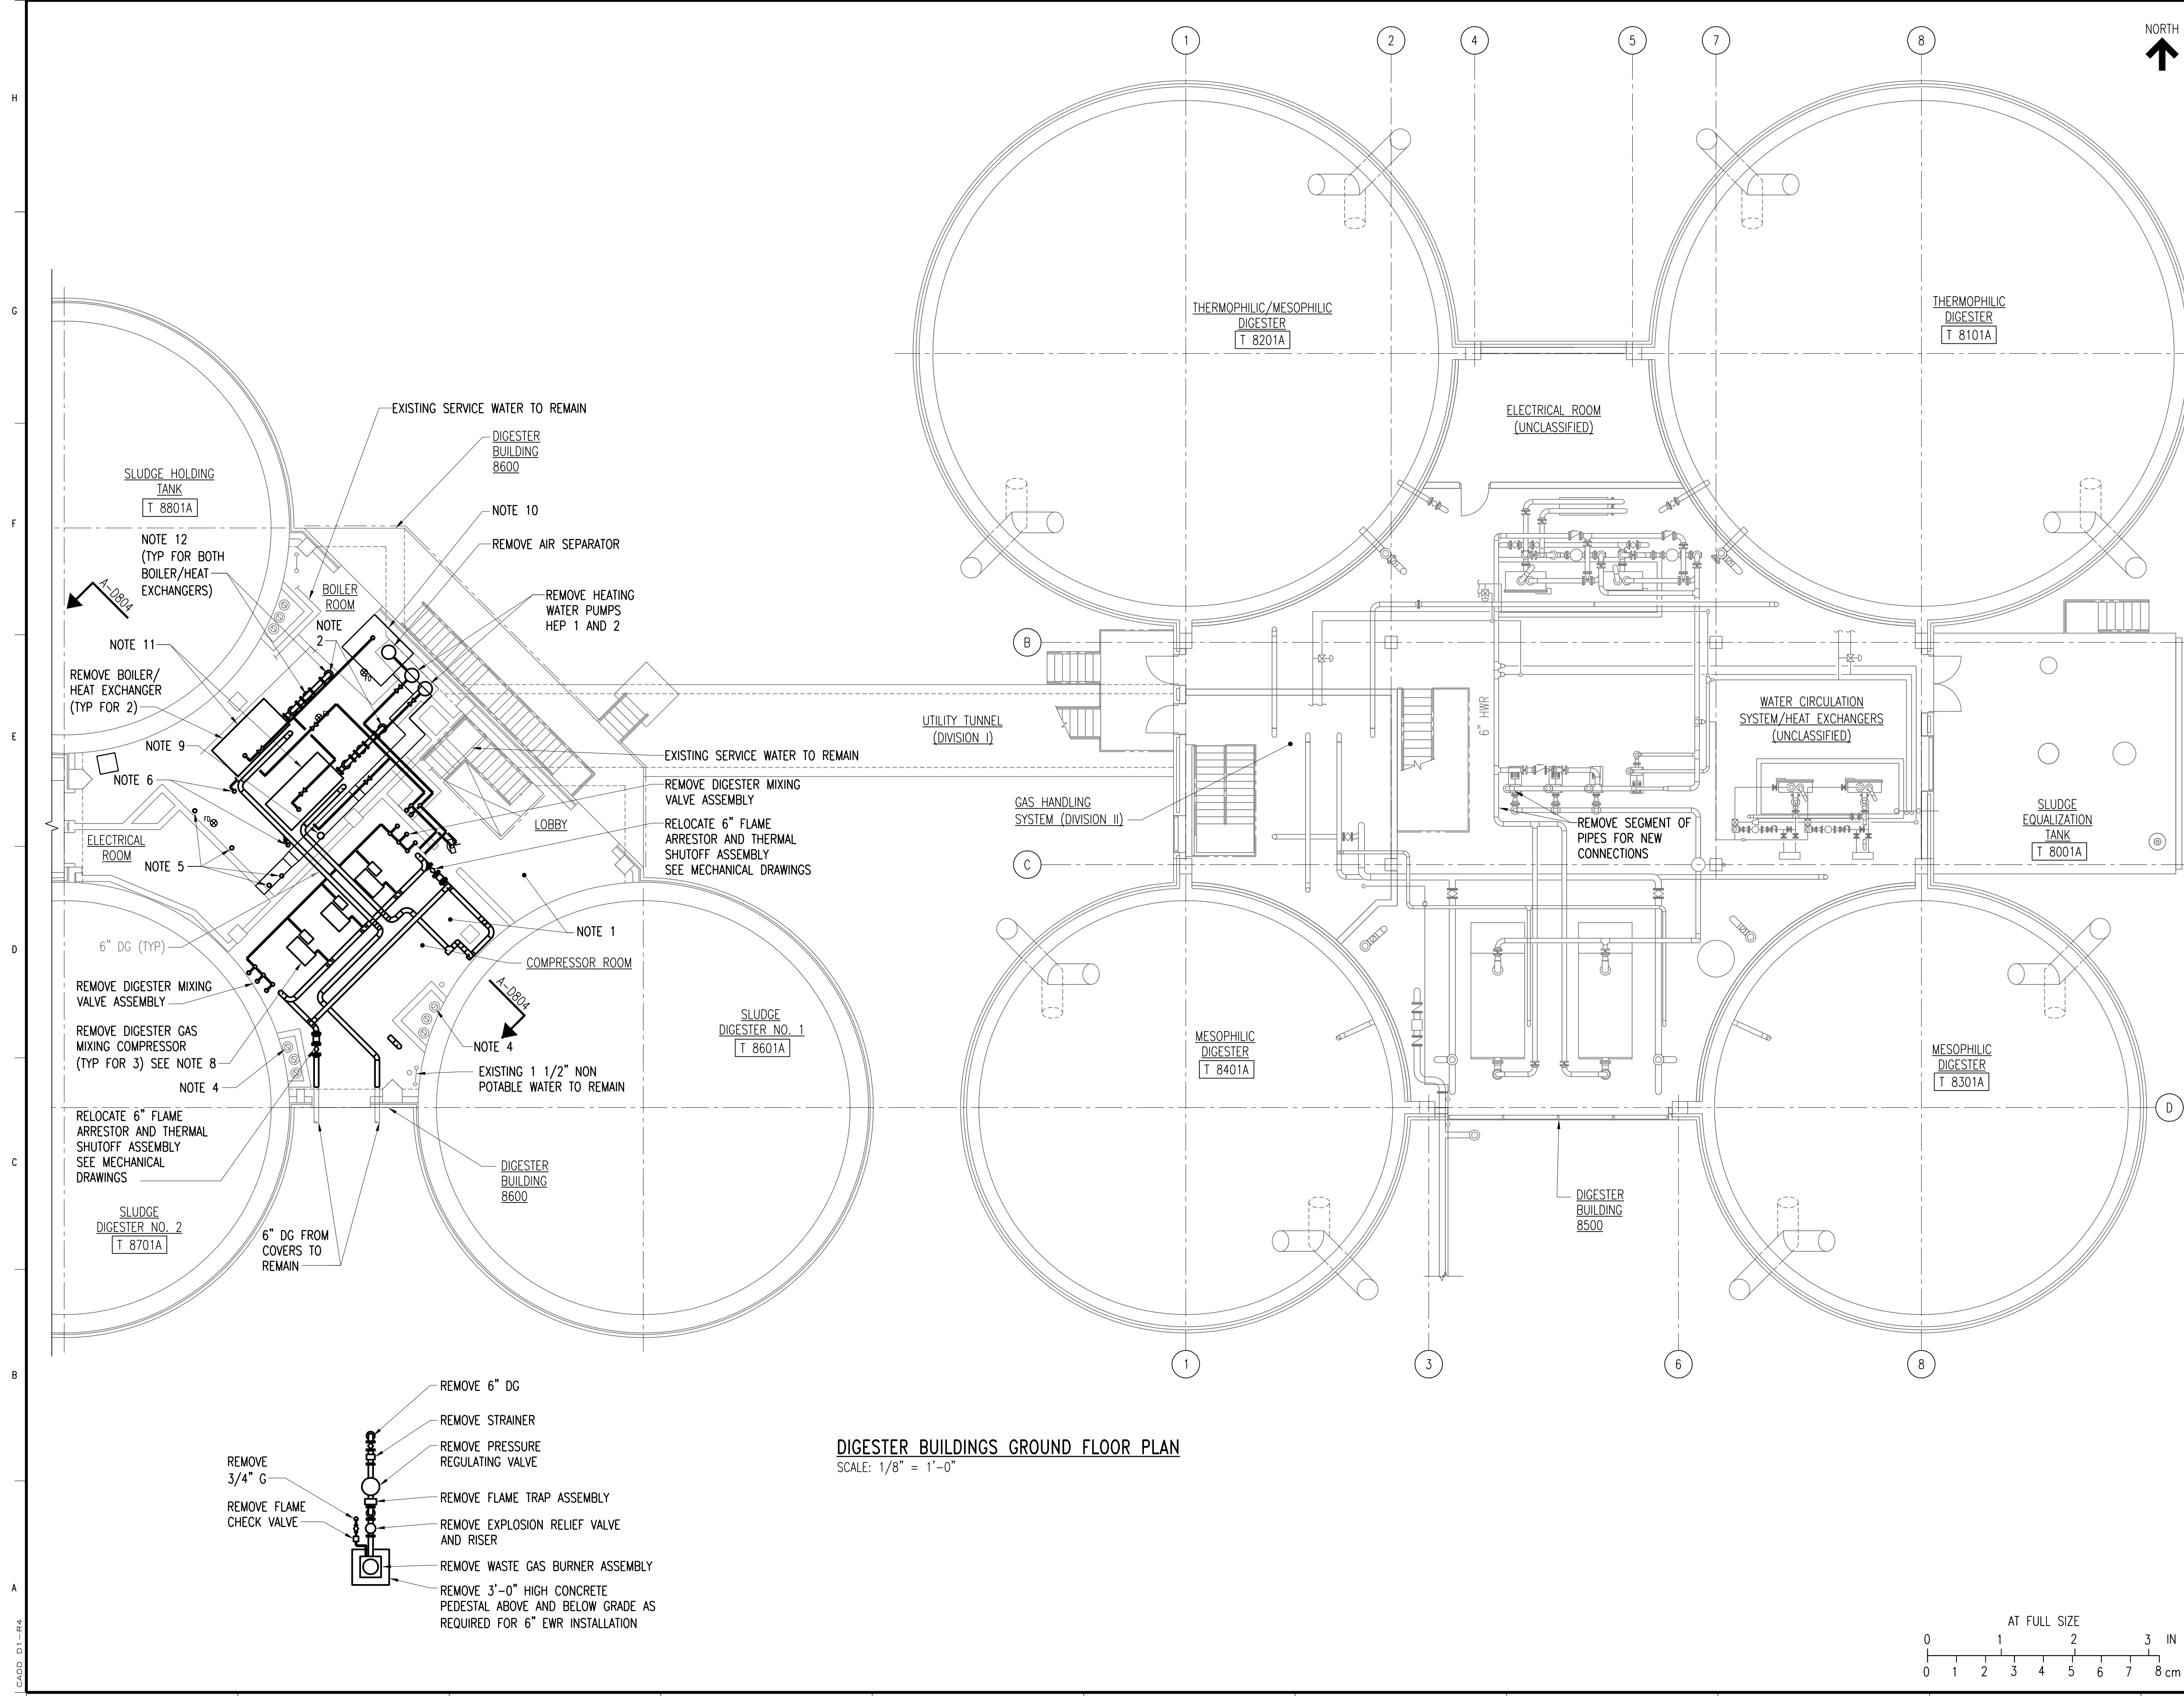 NORTH
1
2
4
5
7
8
H
G
F
E
D
C
B
A
THERMOPHILIC/MESOPHILIC
DIGESTER
T 8201A
THERMOPHILIC
DIGESTER
T 8101A
ELECTRICAL ROOM
(UNCLASSIFIED)
EXISTING SERVICE WATER TO REMAIN
DIGESTER
BUILDING
8600
SLUDGE HOLDING
TANK
T 8801A
NOTE 10
REMOVE AIR SEPARATOR
NOTE 12
(TYP FOR BOTH
BOILER/HEAT
EXCHANGERS)
A-D804
BOILER
ROOM
REMOVE HEATING
WATER PUMPS
HEP 1 AND 2
NOTE
2
NOTE 11
REMOVE BOILER/
HEAT EXCHANGER
(TYP FOR 2)
FD
FD
NOTE 9
NOTE 6
FD
ELECTRICAL
ROOM
NOTE 5
B
UTILITY TUNNEL
(DIVISION I)
6" HWR
WATER CIRCULATION
SYSTEM/HEAT EXCHANGERS
(UNCLASSIFIED)
EXISTING SERVICE WATER TO REMAIN
REMOVE DIGESTER MIXING
VALVE ASSEMBLY
LOBBY
RELOCATE 6" FLAME
ARRESTOR AND THERMAL
SHUTOFF ASSEMBLY
SEE MECHANICAL DRAWINGS
GAS HANDLING
SYSTEM (DIVISION II)
REMOVE SEGMENT OF
PIPES FOR NEW
CONNECTIONS
SLUDGE
EQUALIZATION
TANK
T 8001A
C
NOTE 1
6" DG (TYP)
COMPRESSOR ROOM
A-D804
REMOVE DIGESTER MIXING
VALVE ASSEMBLY
REMOVE DIGESTER GAS
MIXING COMPRESSOR
(TYP FOR 3) SEE NOTE 8
NOTE 4
NOTE 4
SLUDGE
DIGESTER NO. 1
T 8601A
EXISTING 1 1/2" NON
POTABLE WATER TO REMAIN
MESOPHILIC
DIGESTER
T 8401A
MESOPHILIC
DIGESTER
T 8301A
D
RELOCATE 6" FLAME
ARRESTOR AND THERMAL
SHUTOFF ASSEMBLY
SEE MECHANICAL
DRAWINGS
DIGESTER
BUILDING
8600
DIGESTER
BUILDING
8500
SLUDGE
DIGESTER NO. 2
T 8701A
6" DG FROM
COVERS TO
REMAIN
1
3
6
8
REMOVE 6" DG
REMOVE STRAINER
REMOVE PRESSURE
REGULATING VALVE
REMOVE
3/4" G
REMOVE FLAME TRAP ASSEMBLY
REMOVE FLAME
CHECK VALVE
REMOVE EXPLOSION RELIEF VALVE
AND RISER
REMOVE WASTE GAS BURNER ASSEMBLY
REMOVE 3'-0" HIGH CONCRETE
PEDESTAL ABOVE AND BELOW GRADE AS
REQUIRED FOR 6" EWR INSTALLATION
DIGESTER BUILDINGS GROUND FLOOR PLAN
SCALE: 1/8" = 1'-0"
AT FULL SIZE
0 1 2 3 IN
0 1 2 3 4 5 6 7 8 cm
CADD D1-R4